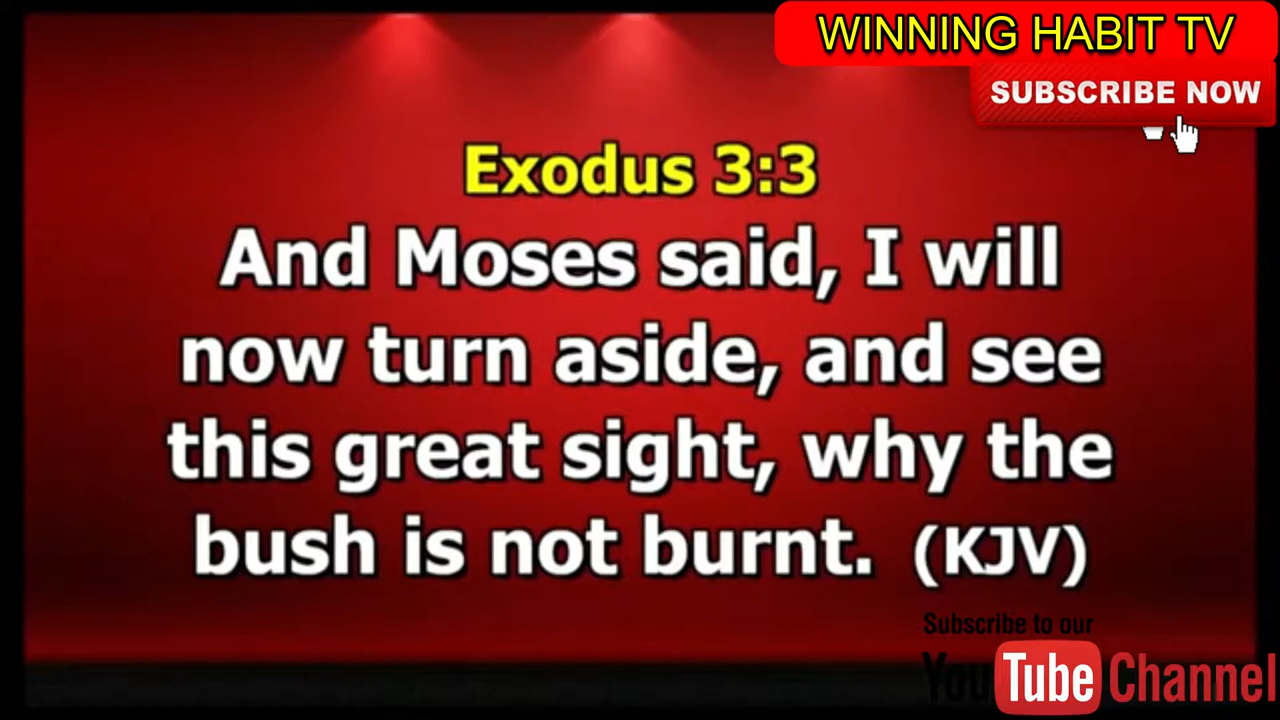 WINNING HABIT TV
SUBSCRIBE NOW
Exodus 3:3
And Moses said, I will
now turn aside, and see
this great sight, why the
bush is not burnt. (KJV)
Subscribe to our
YouTube Channel